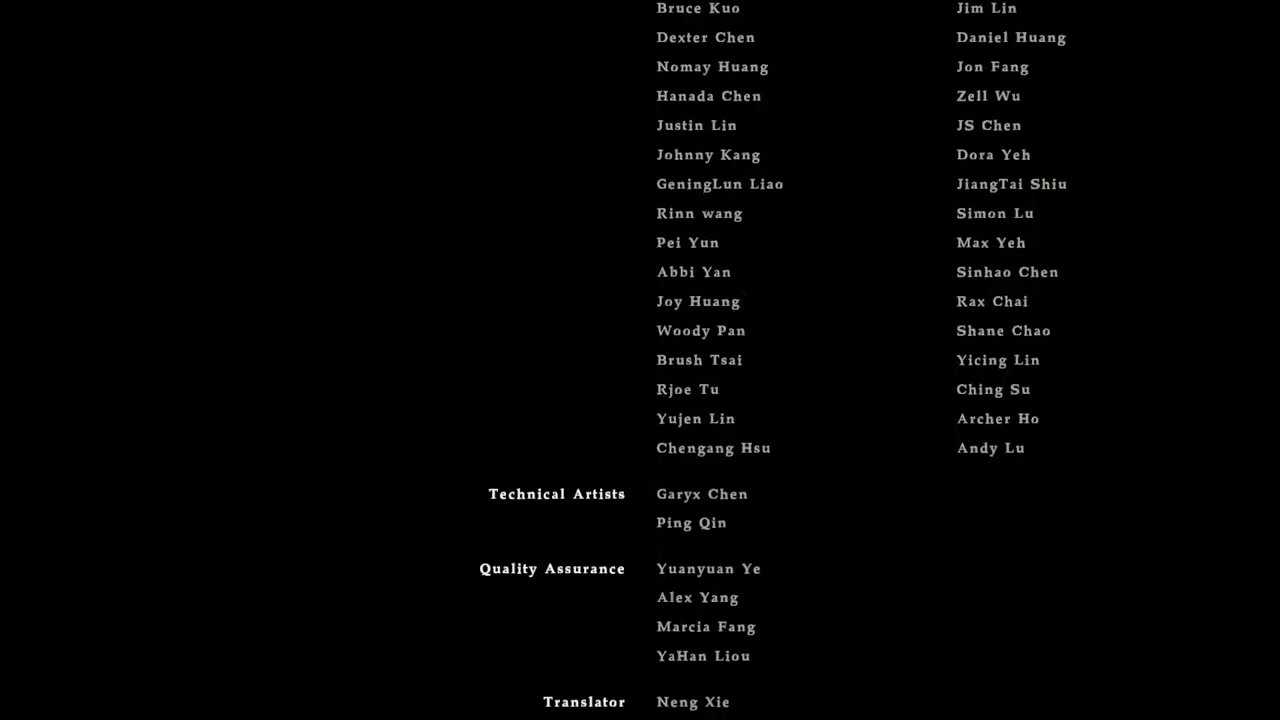 Bruce Kuo Jim Lin
Dexter Chen Daniel Huang
Nomay Huang Jon Fang
Hanada Chen Zell Wu
Justin Lin JS Chen
Johnny Kang Dora Yeh
GeningLun Liao JiangTai Shiu
Rinn wang Simon Lu
Pei Yun Max Yeh
Abbi Yan Sinhao Chen
Joy Huang Rax Chai
Woody Pan Shane Chao
Brush Tsai Yicing Lin
Rjoe Tu Ching Su
Yujen Lin Archer Ho
Chengang Hsu Andy Lu
Technical Artists Garyx Chen
Ping Qin
Quality Assurance Yuanyuan Ye
Alex Yang
Marcia Fang
YaHan Liou
Translator Neng Xie